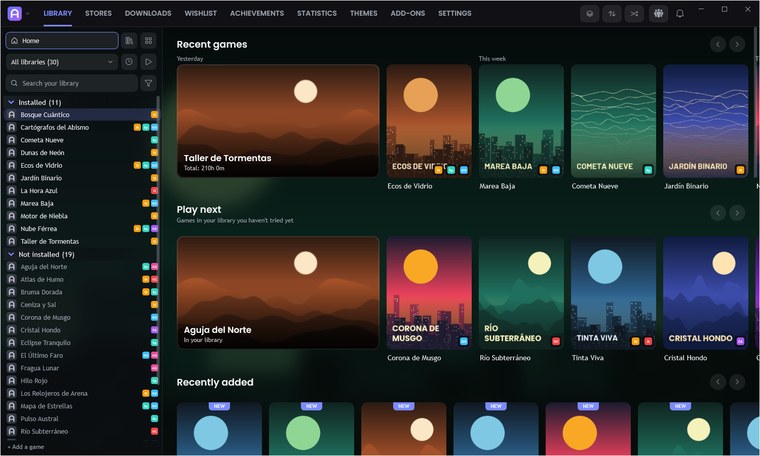 LIBRARY STORES DOWNLOADS WISHLIST ACHIEVEMENTS STATISTICS THEMES ADD-ONS SETTINGS
Home
All libraries (30)
Search your library
Installed (11)
Bosque Cuántico
Cartógrafos del Abismo
Cometa Nueve
Dunas de Neón
Ecos de Vidrio
Jardín Binario
La Hora Azul
Marea Baja
Motor de Niebla
Nube Férrea
Taller de Tormentas
Not installed (19)
Aguja del Norte
Atlas de Humo
Bruma Dorada
Ceniza y Sal
Corona de Musgo
Cristal Hondo
Eclipse Tranquilo
El Último Faro
Fragua Lunar
Hilo Rojo
Los Relojeros de Arena
Mapa de Estrellas
Pulso Austral
Río Subterráneo
+ Add a game
Recent games
Yesterday
This week
Taller de Tormentas
Total: 210h 0m
ECOS DE VIDRIO
MAREA BAJA
COMETA NUEVE
JARDÍN BINARIO
Ecos de Vidrio
Marea Baja
Cometa Nueve
Jardín Binario
Play next
Games in your library you haven't tried yet
Aguja del Norte
In your library
CORONA DE
MUSGO
RÍO
SUBTERRÁNEO
TINTA VIVA
CRISTAL HONDO
Corona de Musgo
Río Subterráneo
Tinta Viva
Cristal Hondo
Recently added
NEW NEW NEW NEW NEW NEW